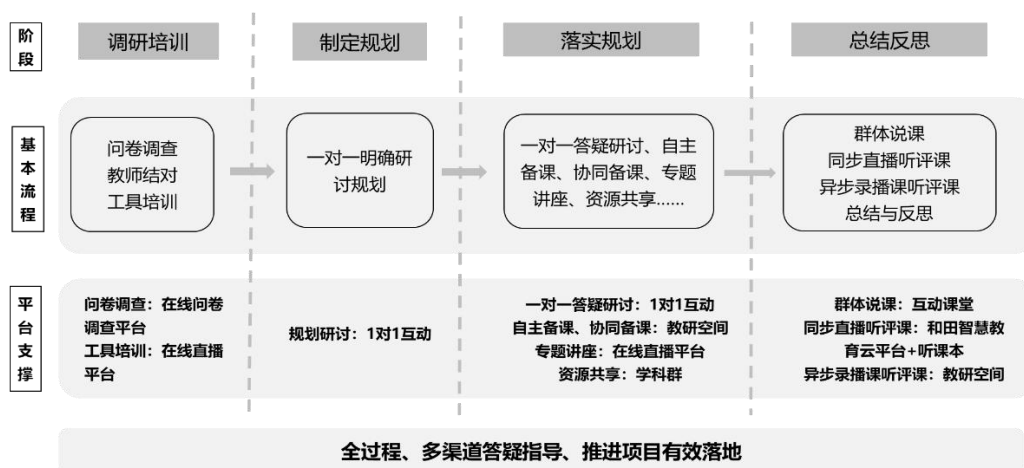 阶段
调研培训
制定规划
落实规划
总结反思
基本流程
问卷调查
教师结对
工具培训
一对一明确研
讨规划
一对一答疑研讨、自主
备课、协同备课、专题
讲座、资源共享......
群体说课
同步直播听评课
异步录播课听评课
总结与反思
平台支撑
问卷调查：在线问卷
调查平台
工具培训：在线直播
平台
规划研讨：1对1互动
一对一答疑研讨：1对1互动
自主备课、协同备课：教研空间
专题讲座：在线直播平台
资源共享：学科群
群体说课：互动课堂
同步直播听评课：和田智慧教
育云平台+听课本
异步录播课听评课：教研空间
全过程、多渠道答疑指导、推进项目有效落地